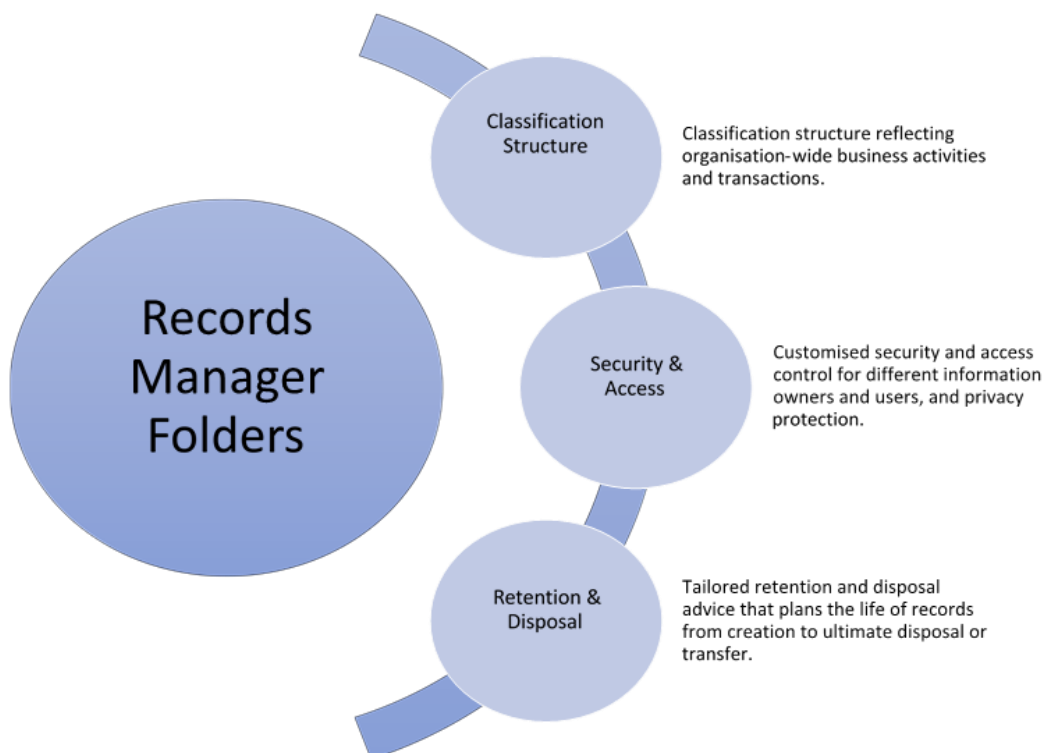 Records
Manager
Folders
Classification
Structure
Classification structure reflecting
organisation-wide business activities
and transactions.
Security &
Access
Customised security and access
control for different information
owners and users, and privacy
protection.
Retention &
Disposal
Tailored retention and disposal
advice that plans the life of records
from creation to ultimate disposal or
transfer.